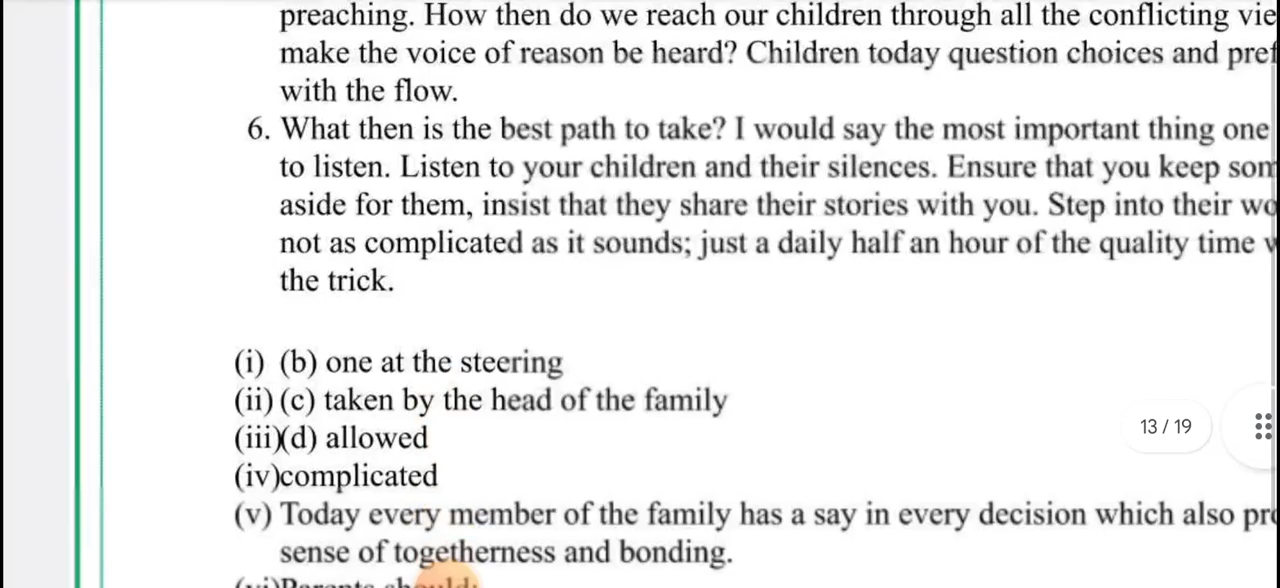 preaching. How then do we reach our children through all the conflicting
make the voice of reason be heard? Children today question choices and
with the flow.
6. What then is the best path to take? I would say the most important thing one
to listen. Listen to your children and their silences. Ensure that you keep
aside for them, insist that they share their stories with you. Step into their
not as complicated as it sounds; just a daily half an hour of the quality time
the trick.
(i) (b) one at the steering
(ii) (c) taken by the head of the family
(iii)(d) allowed
13 / 19
(iv)complicated
(v) Today every member of the family has a say in every decision which also
sense of togetherness and bonding.
(vi)Parents should: